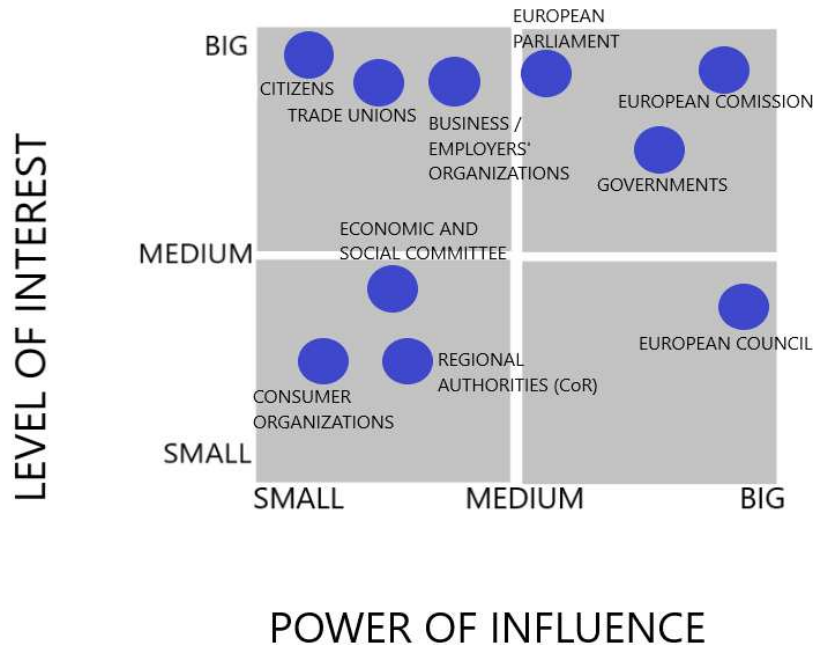 EUROPEAN
PARLIAMENT
BIG
CITIZENS
TRADE UNIONS
BUSINESS /
EMPLOYERS'
ORGANIZATIONS
EUROPEAN COMISSION
GOVERNMENTS
LEVEL OF INTEREST
MEDIUM
ECONOMIC AND
SOCIAL COMMITTEE
EUROPEAN COUNCIL
REGIONAL
AUTHORITIES (CoR)
CONSUMER
ORGANIZATIONS
SMALL
SMALL
MEDIUM
BIG
POWER OF INFLUENCE